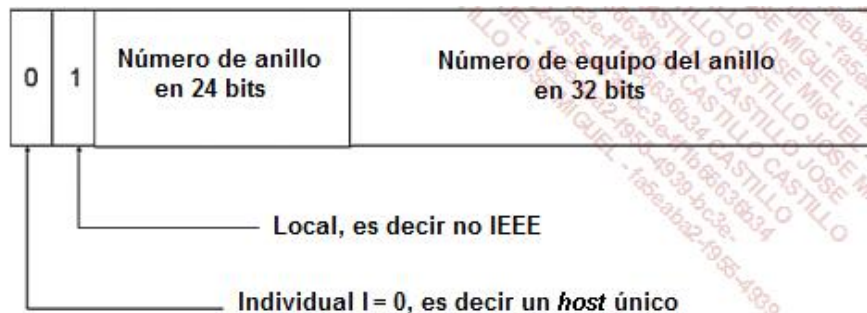 0
1
Número de anillo
en 24 bits
Número de equipo del anillo
en 32 bits
Local, es decir no IEEE
Individual I = 0, es decir un host único